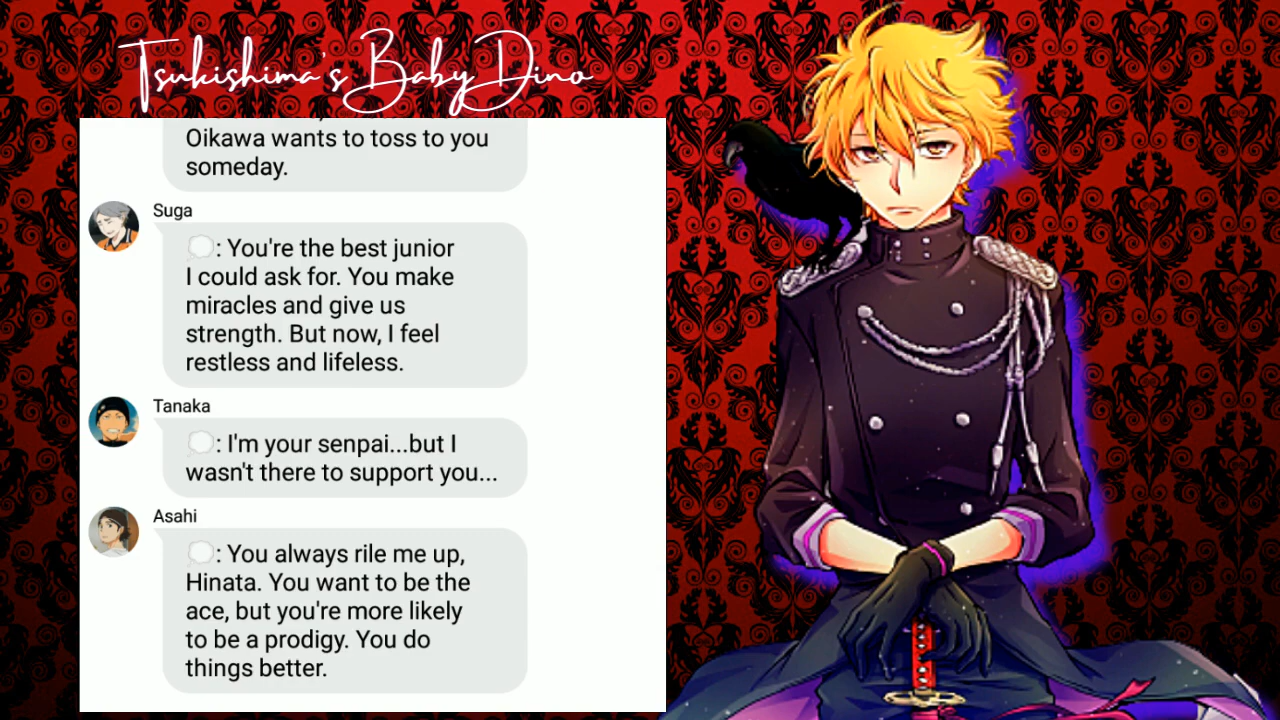 Tsukishima's Baby Dino
Oikawa wants to toss to you
someday.
Suga
💭: You're the best junior
I could ask for. You make
miracles and give us
strength. But now, I feel
restless and lifeless.
Tanaka
💭: I'm your senpai...but I
wasn't there to support you...
Asahi
💭: You always rile me up,
Hinata. You want to be the
ace, but you're more likely
to be a prodigy. You do
things better.